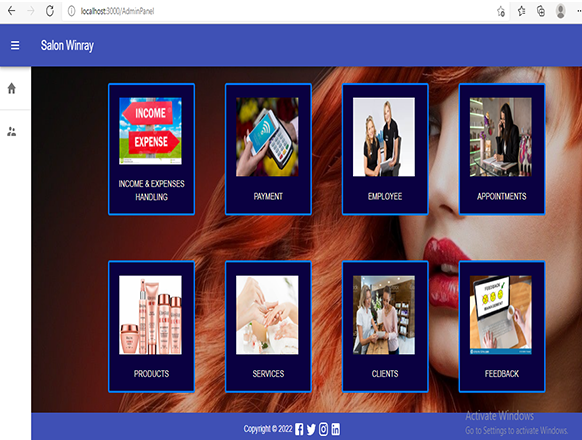 localhost:3000/AdminPanel
Salon Winray
INCOME
EXPENSE
INCOME & EXPENSES
HANDLING
PAYMENT
EMPLOYEE
APPOINTMENTS
FEEDBACK
MANAGEMENT
PRODUCTS
SERVICES
CLIENTS
FEEDBACK
Activate Windows
Go to Settings to activate Windows.
Copyright © 2022